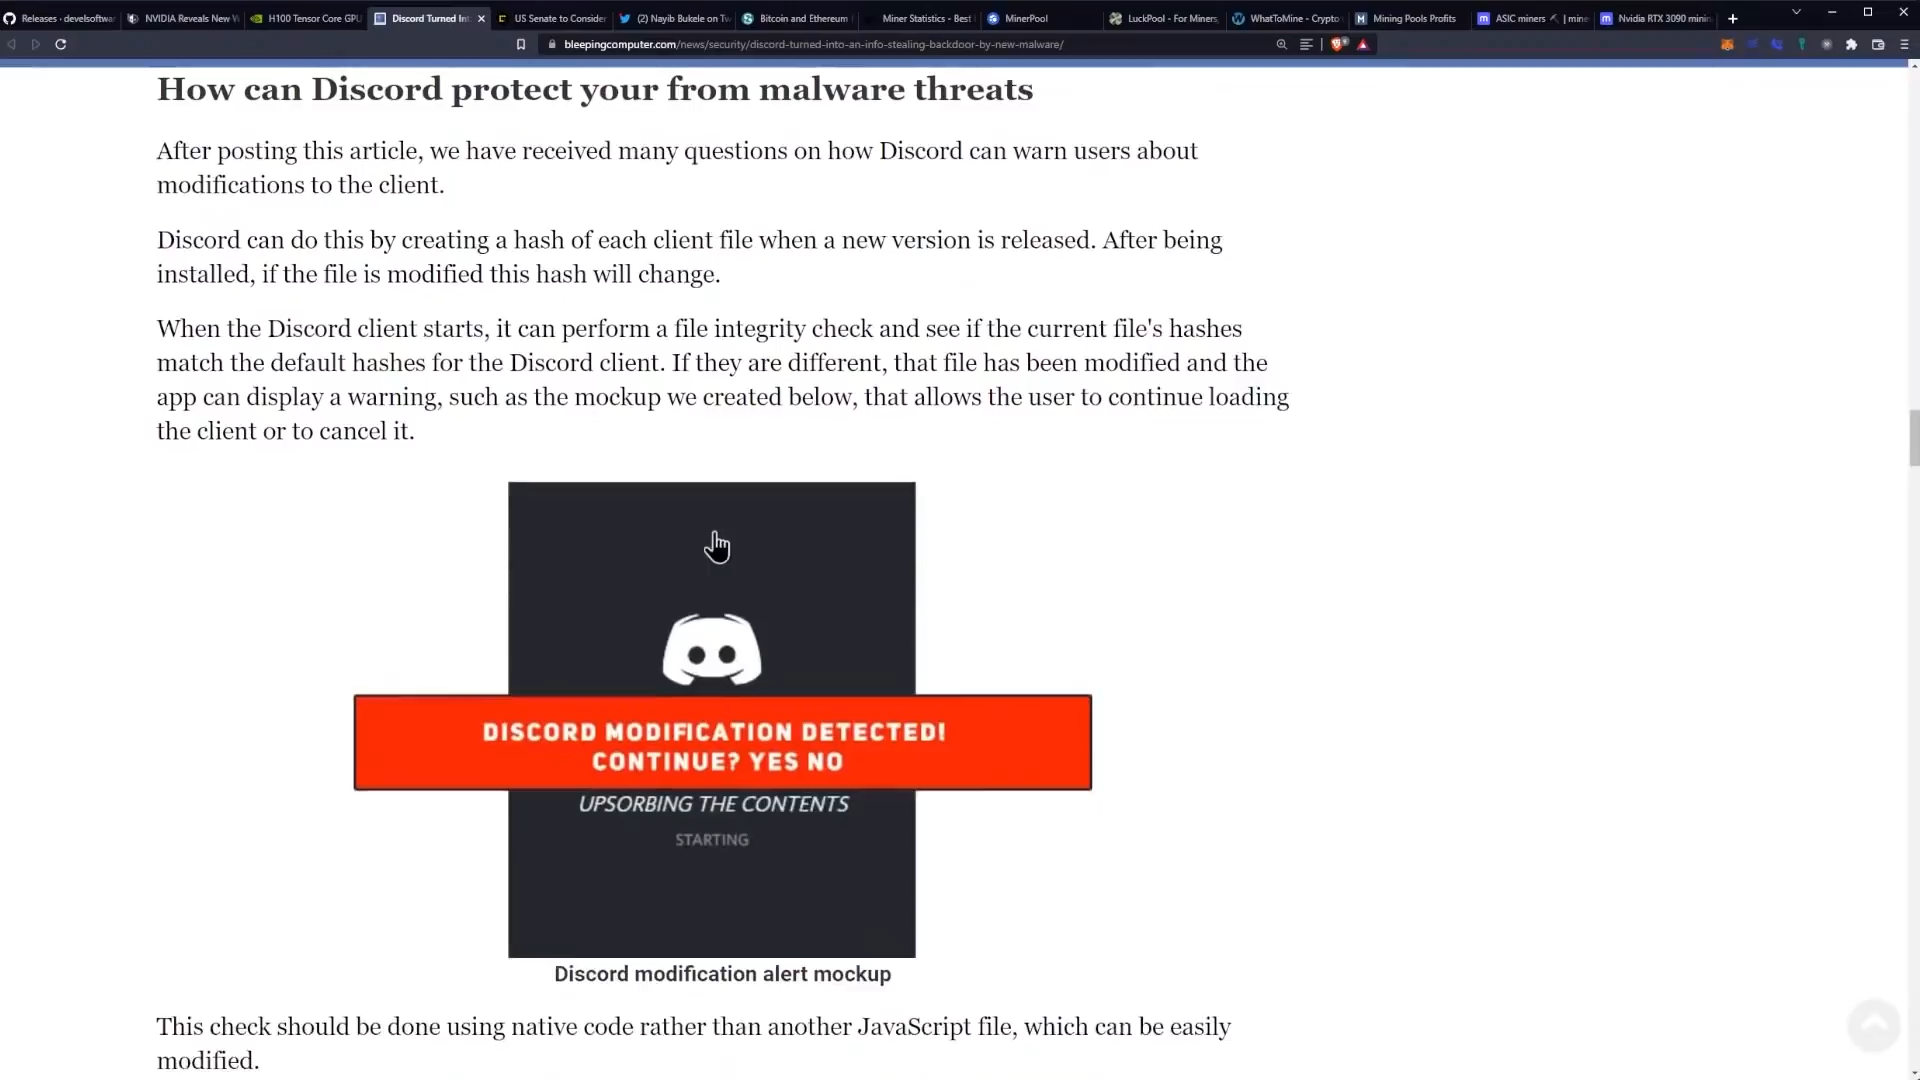 Releases · develsoftwar
NVIDIA Reveals New V
H100 Tensor Core GPU
Discord Turned Int
US Senate to Consider
(2) Nayib Bukele on Tw
Bitcoin and Ethereum
Miner Statistics - Best
MinerPool
LuckPool - For Miners,
WhatToMine - Crypto
Mining Pools Profits
ASIC miners
Nvidia RTX 3090 minin
bleepingcomputer.com/news/security/discord-turned-into-an-info-stealing-backdoor-by-new-malware/
How can Discord protect your from malware threats
After posting this article, we have received many questions on how Discord can warn users about
modifications to the client.
Discord can do this by creating a hash of each client file when a new version is released. After being
installed, if the file is modified this hash will change.
When the Discord client starts, it can perform a file integrity check and see if the current file's hashes
match the default hashes for the Discord client. If they are different, that file has been modified and the
app can display a warning, such as the mockup we created below, that allows the user to continue loading
the client or to cancel it.
DISCORD MODIFICATION DETECTED!
CONTINUE? YES NO
UPSORBING THE CONTENTS
STARTING
Discord modification alert mockup
This check should be done using native code rather than another JavaScript file, which can be easily
modified.